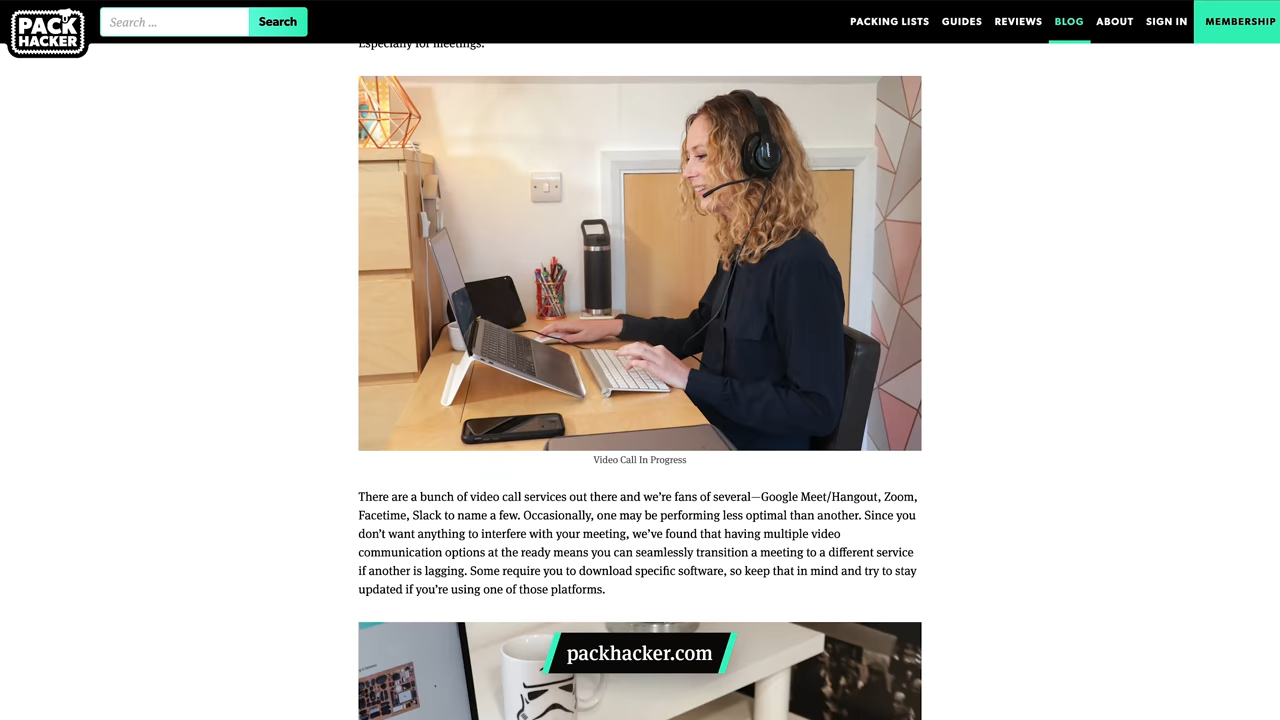 PACK
HACKER
Search ...
Search
PACKING LISTS
GUIDES
REVIEWS
BLOG
ABOUT
SIGN IN
MEMBERSHIP
Especially for meetings.
Video Call In Progress
There are a bunch of video call services out there and we’re fans of several—Google Meet/Hangout, Zoom,
Facetime, Slack to name a few. Occasionally, one may be performing less optimal than another. Since you
don’t want anything to interfere with your meeting, we’ve found that having multiple video
communication options at the ready means you can seamlessly transition a meeting to a different service
if another is lagging. Some require you to download specific software, so keep that in mind and try to stay
updated if you’re using one of those platforms.
packhacker.com